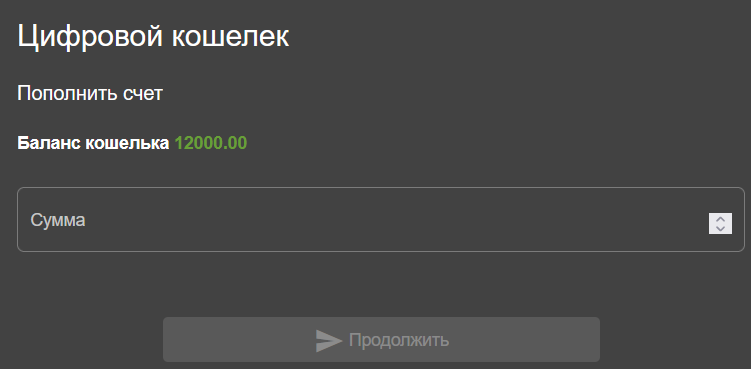 Цифровой кошелек
Пополнить счет
Баланс кошелька 12000.00
Сумма
Продолжить